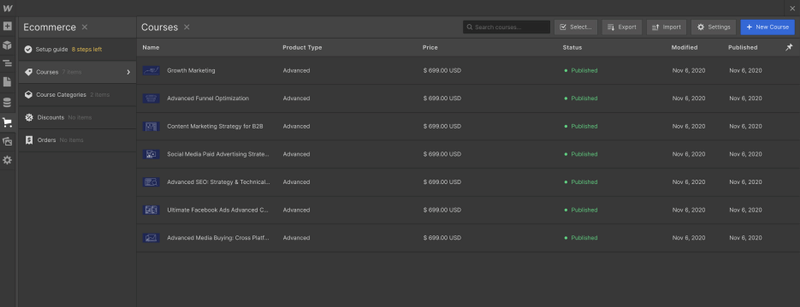 Ecommerce
Setup guide 8 steps left
Courses 7 items
Course Categories 2 items
Discounts No items
Orders No items
Courses
Search courses...
Select...
Export
Import
Settings
+ New Course
Name Product Type Price Status Modified Published
Growth Marketing Advanced $ 699.00 USD Published Nov 6, 2020 Nov 6, 2020
Advanced Funnel Optimization Advanced $ 699.00 USD Published Nov 6, 2020 Nov 6, 2020
Content Marketing Strategy for B2B Advanced $ 699.00 USD Published Nov 6, 2020 Nov 6, 2020
Social Media Paid Advertising Strate... Advanced $ 699.00 USD Published Nov 6, 2020 Nov 6, 2020
Advanced SEO: Strategy & Technical... Advanced $ 699.00 USD Published Nov 6, 2020 Nov 6, 2020
Ultimate Facebook Ads Advanced C... Advanced $ 699.00 USD Published Nov 6, 2020 Nov 6, 2020
Advanced Media Buying: Cross Platf... Advanced $ 699.00 USD Published Nov 6, 2020 Nov 6, 2020